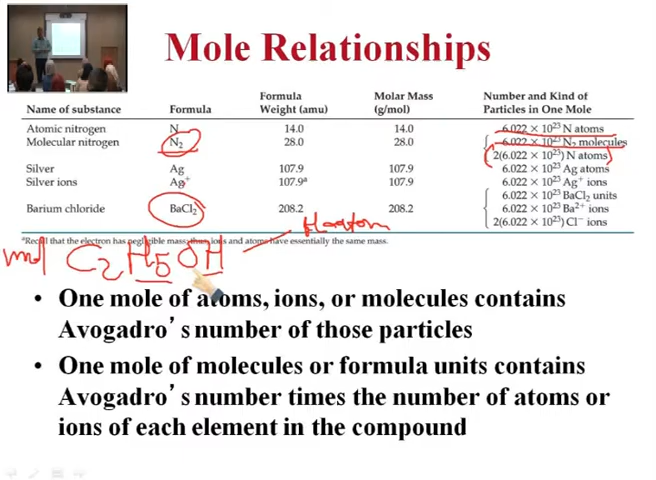 Mole Relationships
Name of substance Formula Formula Weight (amu) Molar Mass (g/mol) Number and Kind of Particles in One Mole
Atomic nitrogen N 14.0 14.0 6.022 × 10²³ N atoms
Molecular nitrogen N₂ 28.0 28.0 6.022 × 10²³ N₂ molecules
2(6.022 × 10²³) N atoms
Silver Ag 107.9 107.9 6.022 × 10²³ Ag atoms
Silver ions Ag⁺ 107.9ᵃ 107.9 6.022 × 10²³ Ag⁺ ions
Barium chloride BaCl₂ 208.2 208.2 6.022 × 10²³ BaCl₂ units
6.022 × 10²³ Ba²⁺ ions
2(6.022 × 10²³) Cl⁻ ions
ᵃRecall that the electron has negligible mass; thus ions and atoms have essentially the same mass.
mol C₂H₅OH H atom
• One mole of atoms, ions, or molecules contains
Avogadro’s number of those particles
• One mole of molecules or formula units contains
Avogadro’s number times the number of atoms or
ions of each element in the compound